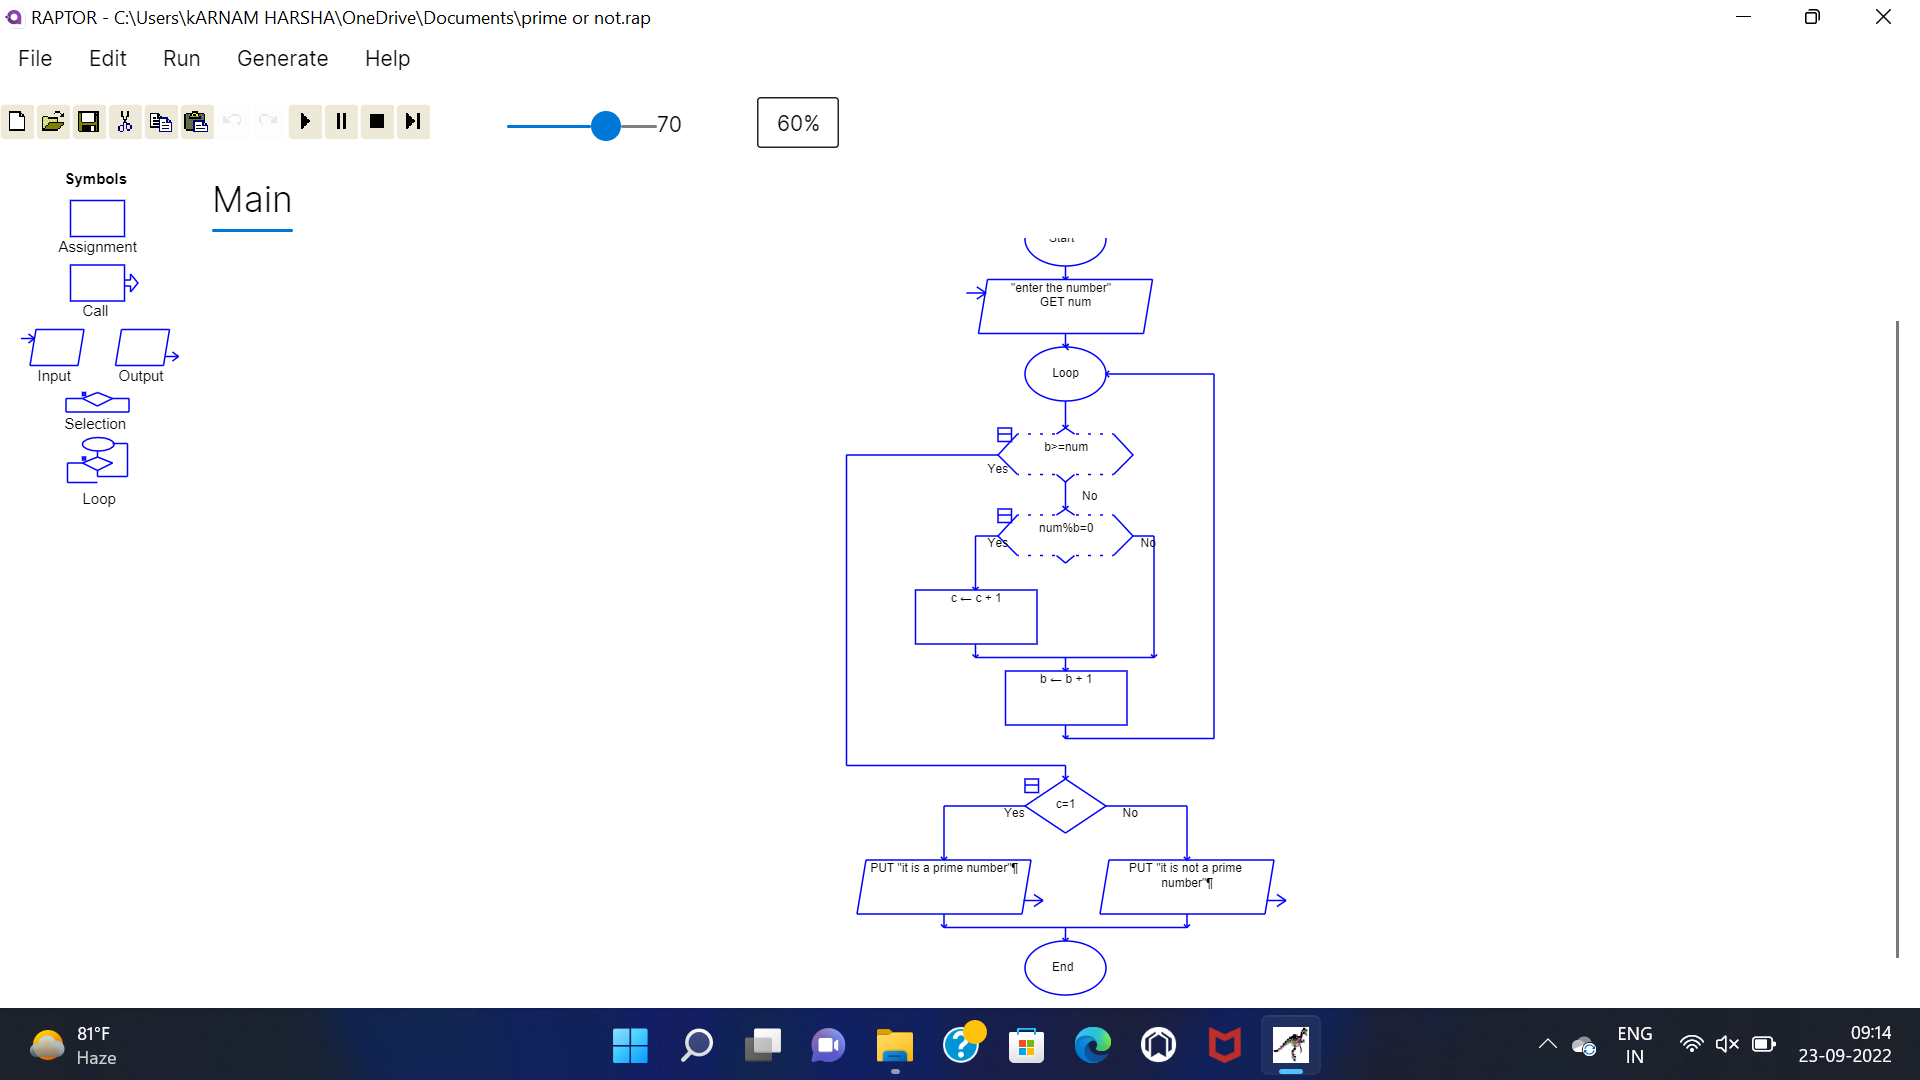 RAPTOR - C:\Users\kARNAM HARSHA\OneDrive\Documents\prime or not.rap
File Edit Run Generate Help
70
60%
Symbols
Assignment
Call
Input Output
Selection
Loop
Main
Start
"enter the number"
GET num
Loop
b>=num
Yes
No
num%b=0
Yes No
c ← c + 1
b ← b + 1
c=1
Yes No
PUT "it is a prime number"¶
PUT "it is not a prime
number"¶
End
81°F
Haze
ENG
IN
09:14
23-09-2022